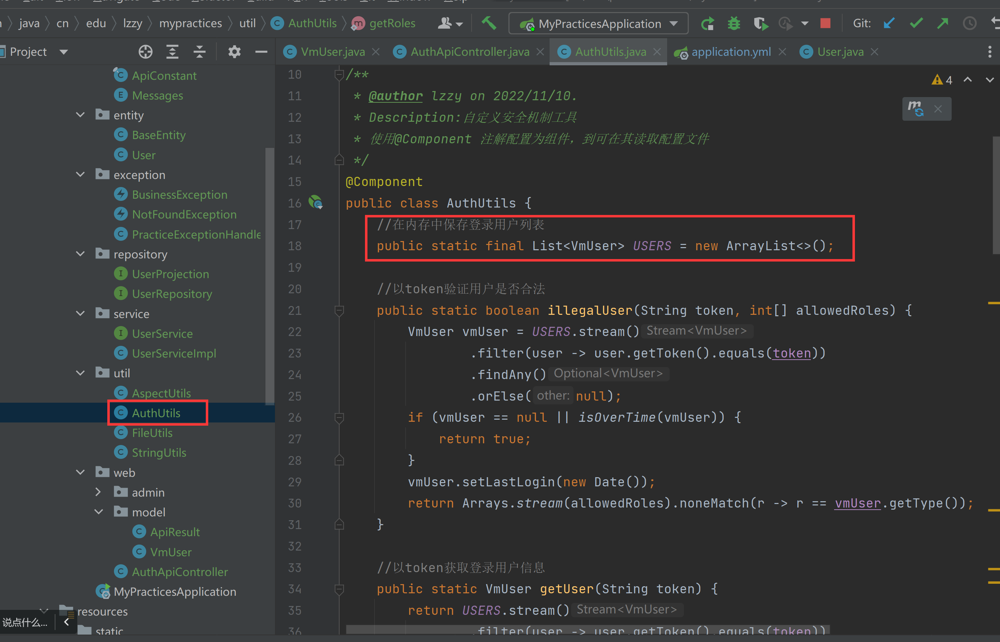 java cn edu lzzy mypractices util AuthUtils getRoles MyPracticesApplication Git:
Project
VmUser.java AuthApiController.java AuthUtils.java application.yml User.java
ApiConstant
Messages
entity
BaseEntity
User
exception
BusinessException
NotFoundException
PracticeExceptionHandle
repository
UserProjection
UserRepository
service
UserService
UserServiceImpl
util
AspectUtils
AuthUtils
FileUtils
StringUtils
web
admin
model
ApiResult
VmUser
AuthApiController
MyPracticesApplication
resources
static
说点什么...
4
10 /**
11 * @author lzzy on 2022/11/10.
12 * Description:自定义安全机制工具
13 * 使用@Component 注解配置为组件，到可在其读取配置文件
14 */
15 @Component
16 public class AuthUtils {
17 //在内存中保存登录用户列表
18 public static final List<VmUser> USERS = new ArrayList<>();
19
20 //以token验证用户是否合法
21 public static boolean illegalUser(String token, int[] allowedRoles) {
22 VmUser vmUser = USERS.stream() Stream<VmUser>
23 .filter(user -> user.getToken().equals(token))
24 .findAny() Optional<VmUser>
25 .orElse( other: null);
26 if (vmUser == null || isOverTime(vmUser)) {
27 return true;
28 }
29 vmUser.setLastLogin(new Date());
30 return Arrays.stream(allowedRoles).noneMatch(r -> r == vmUser.getType());
31 }
32
33 //以token获取登录用户信息
34 public static VmUser getUser(String token) {
35 return USERS.stream() Stream<VmUser>
36 .filter(user -> user.getToken().equals(token))